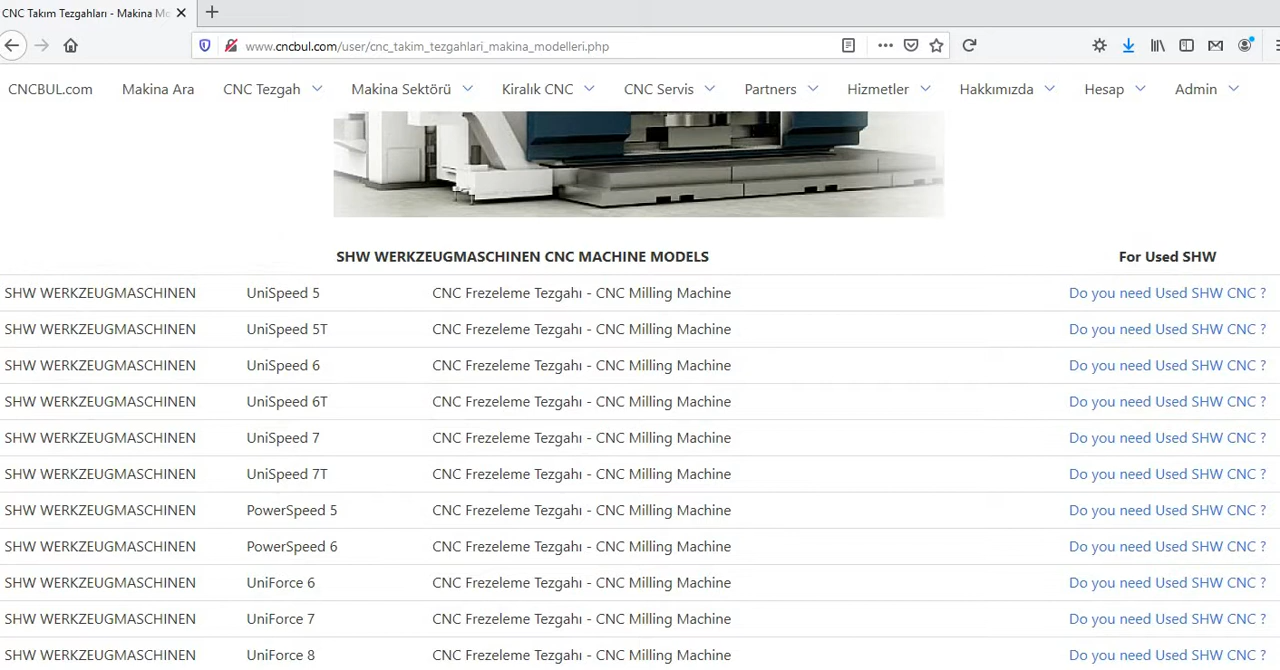 CNC Takım Tezgahları - Makina Mo
www.cncbul.com/user/cnc_takim_tezgahlari_makina_modelleri.php
CNCBUL.com Makina Ara CNC Tezgah Makina Sektörü Kiralık CNC CNC Servis Partners Hizmetler Hakkımızda Hesap Admin
SHW WERKZEUGMASCHINEN CNC MACHINE MODELS For Used SHW
SHW WERKZEUGMASCHINEN UniSpeed 5 CNC Frezeleme Tezgahı - CNC Milling Machine Do you need Used SHW CNC ?
SHW WERKZEUGMASCHINEN UniSpeed 5T CNC Frezeleme Tezgahı - CNC Milling Machine Do you need Used SHW CNC ?
SHW WERKZEUGMASCHINEN UniSpeed 6 CNC Frezeleme Tezgahı - CNC Milling Machine Do you need Used SHW CNC ?
SHW WERKZEUGMASCHINEN UniSpeed 6T CNC Frezeleme Tezgahı - CNC Milling Machine Do you need Used SHW CNC ?
SHW WERKZEUGMASCHINEN UniSpeed 7 CNC Frezeleme Tezgahı - CNC Milling Machine Do you need Used SHW CNC ?
SHW WERKZEUGMASCHINEN UniSpeed 7T CNC Frezeleme Tezgahı - CNC Milling Machine Do you need Used SHW CNC ?
SHW WERKZEUGMASCHINEN PowerSpeed 5 CNC Frezeleme Tezgahı - CNC Milling Machine Do you need Used SHW CNC ?
SHW WERKZEUGMASCHINEN PowerSpeed 6 CNC Frezeleme Tezgahı - CNC Milling Machine Do you need Used SHW CNC ?
SHW WERKZEUGMASCHINEN UniForce 6 CNC Frezeleme Tezgahı - CNC Milling Machine Do you need Used SHW CNC ?
SHW WERKZEUGMASCHINEN UniForce 7 CNC Frezeleme Tezgahı - CNC Milling Machine Do you need Used SHW CNC ?
SHW WERKZEUGMASCHINEN UniForce 8 CNC Frezeleme Tezgahı - CNC Milling Machine Do you need Used SHW CNC ?